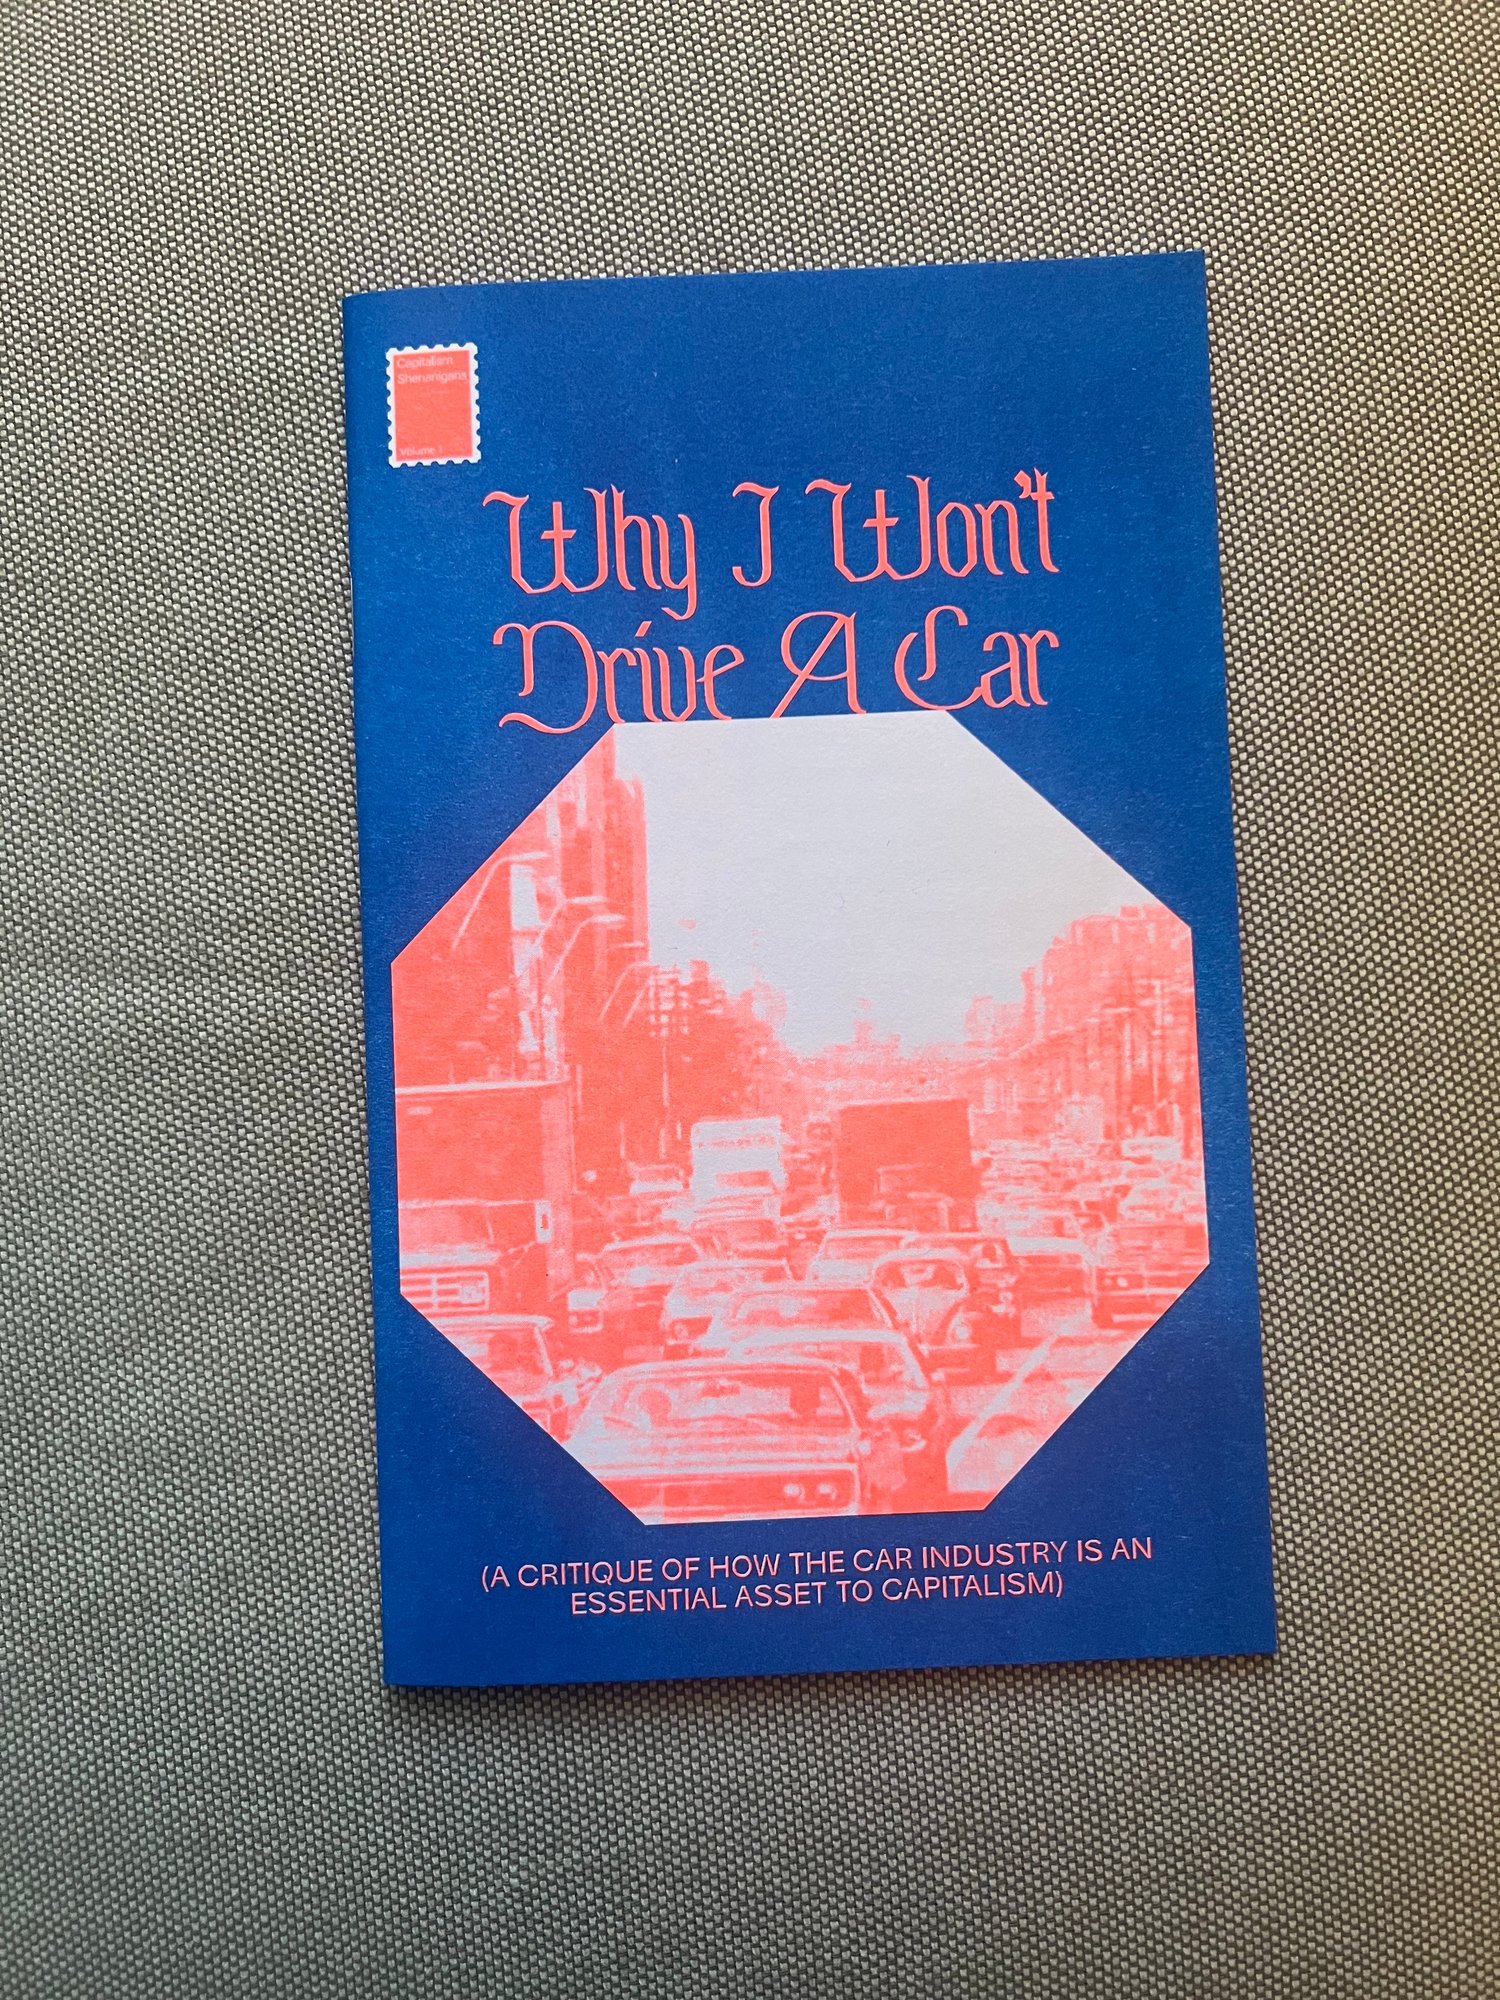 Capitalism
Shenanigans
Volume 1
Why I Won't
Drive A Car
(A CRITIQUE OF HOW THE CAR INDUSTRY IS AN
ESSENTIAL ASSET TO CAPITALISM)